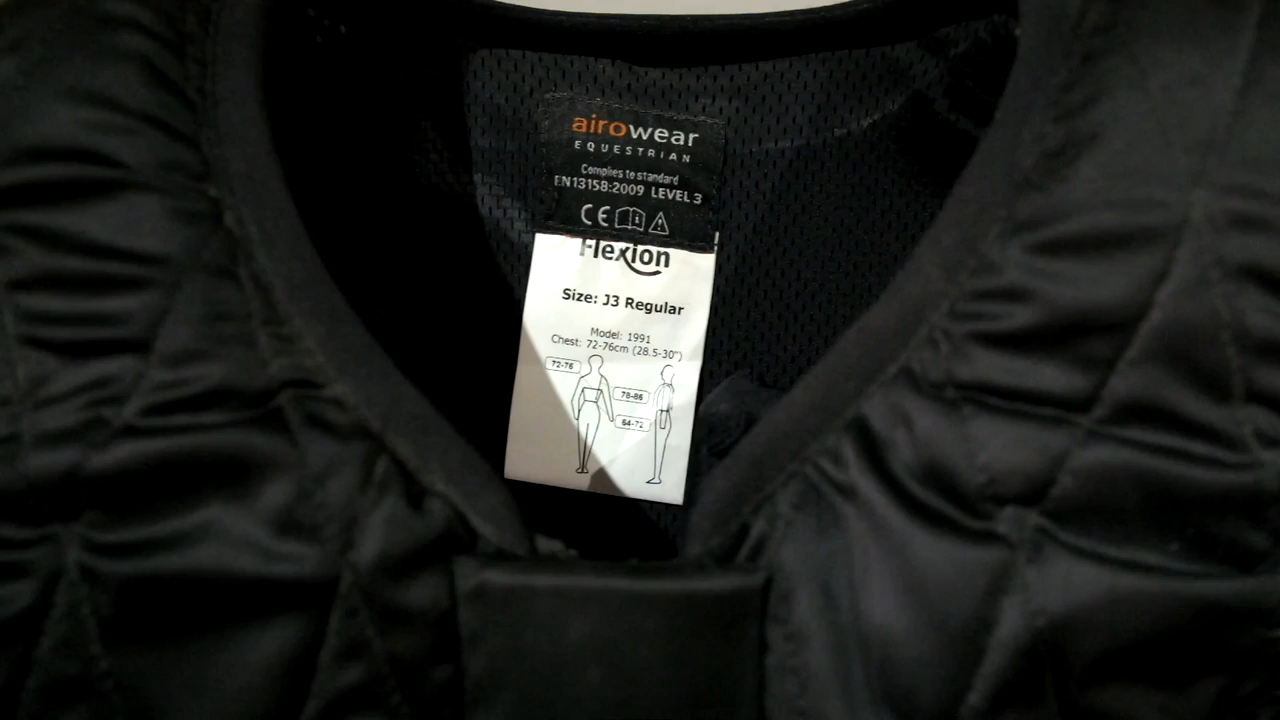 airowear
EQUESTRIAN
Complies to standard
EN13158:2009 LEVEL 3
CE
Flexion
Size: J3 Regular
Model: 1991
Chest: 72-76cm (28.5-30")
72-76
78-86
64-72